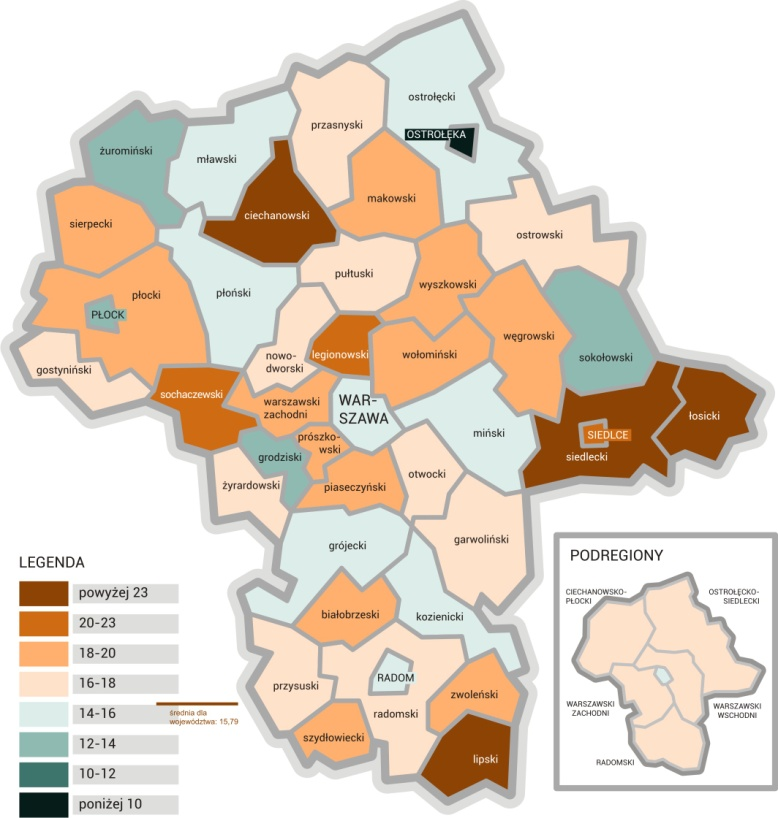 ostrołęcki
OSTROŁĘKA
przasnyski
żuromiński
mławski
makowski
ciechanowski
sierpecki
ostrowski
pułtuski
płocki
płoński
wyszkowski
PŁOCK
węgrowski
sokołowski
gostyniński
nowo-
dworski
legionowski
wołomiński
sochaczewski
warszawski
zachodni
WAR-
SZAWA
łosicki
miński
SIEDLCE
siedlecki
prószko-
wski
grodziski
otwocki
żyrardowski
piaseczyński
grójecki
garwoliński
białobrzeski
kozienicki
przysuski
RADOM
radomski
zwoleński
szydłowiecki
lipski
LEGENDA
powyżej 23
20-23
18-20
16-18
14-16
średnia dla
województwa: 15,79
12-14
10-12
poniżej 10
PODREGIONY
CIECHANOWSKO-
PŁOCKI
OSTROŁĘCKO-
SIEDLECKI
WARSZAWSKI
ZACHODNI
WARSZAWSKI
WSCHODNI
RADOMSKI